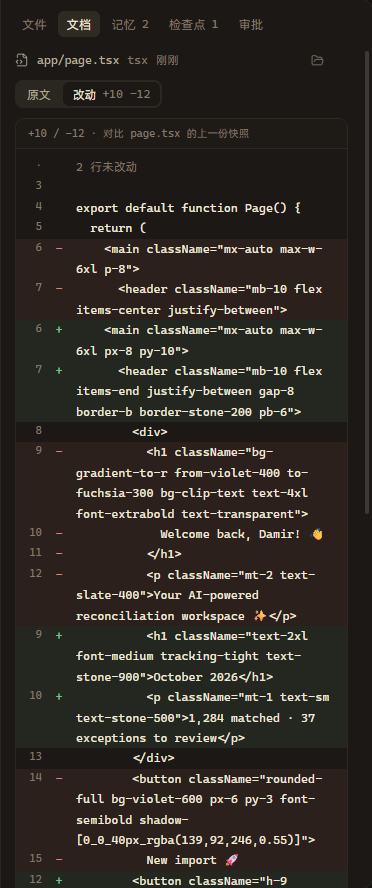 文件 文档 记忆 2 检查点 1 审批
app/page.tsx tsx 刚刚
原文 改动 +10 −12
+10 / −12 · 对比 page.tsx 的上一份快照
· 2 行未改动
3
4 export default function Page() {
5 return (
6 − <main className="mx-auto max-w-
6xl p-8">
7 − <header className="mb-10 flex
items-center justify-between">
6 + <main className="mx-auto max-w-
6xl px-8 py-10">
7 + <header className="mb-10 flex
items-end justify-between gap-8
border-b border-stone-200 pb-6">
8 <div>
9 − <h1 className="bg-
gradient-to-r from-violet-400 to-
fuchsia-300 bg-clip-text text-4xl
font-extrabold text-transparent">
10 − Welcome back, Damir! 👋
11 − </h1>
12 − <p className="mt-2 text-
slate-400">Your AI-powered
reconciliation workspace ✨</p>
9 + <h1 className="text-2xl
font-medium tracking-tight text-
stone-900">October 2026</h1>
10 + <p className="mt-1 text-sm
text-stone-500">1,284 matched · 37
exceptions to review</p>
13 </div>
14 − <button className="rounded-
full bg-violet-600 px-6 py-3 font-
semibold shadow-
[0_0_40px_rgba(139,92,246,0.55)]">
15 − New import 🚀
12 + <button className="h-9